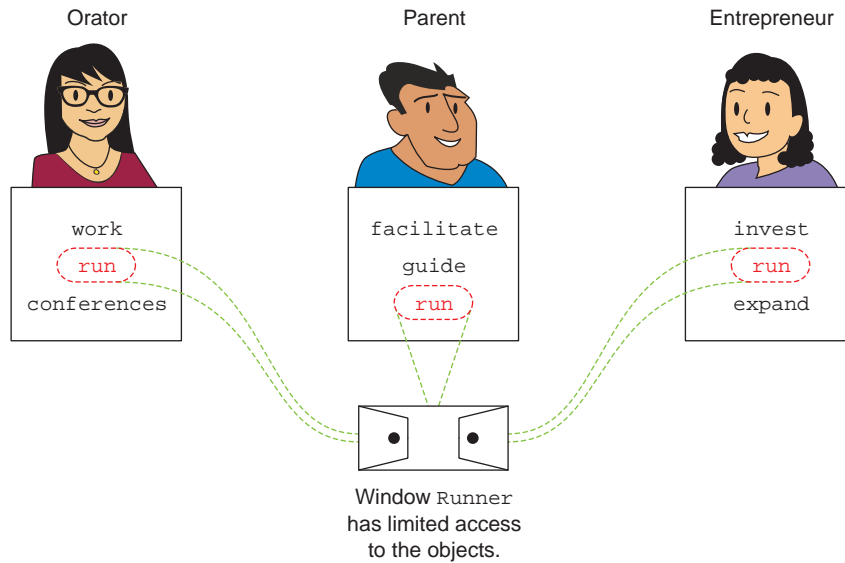 Orator
Parent
Entrepreneur
work
run
conferences
facilitate
guide
run
invest
run
expand
Window Runner
has limited access
to the objects.